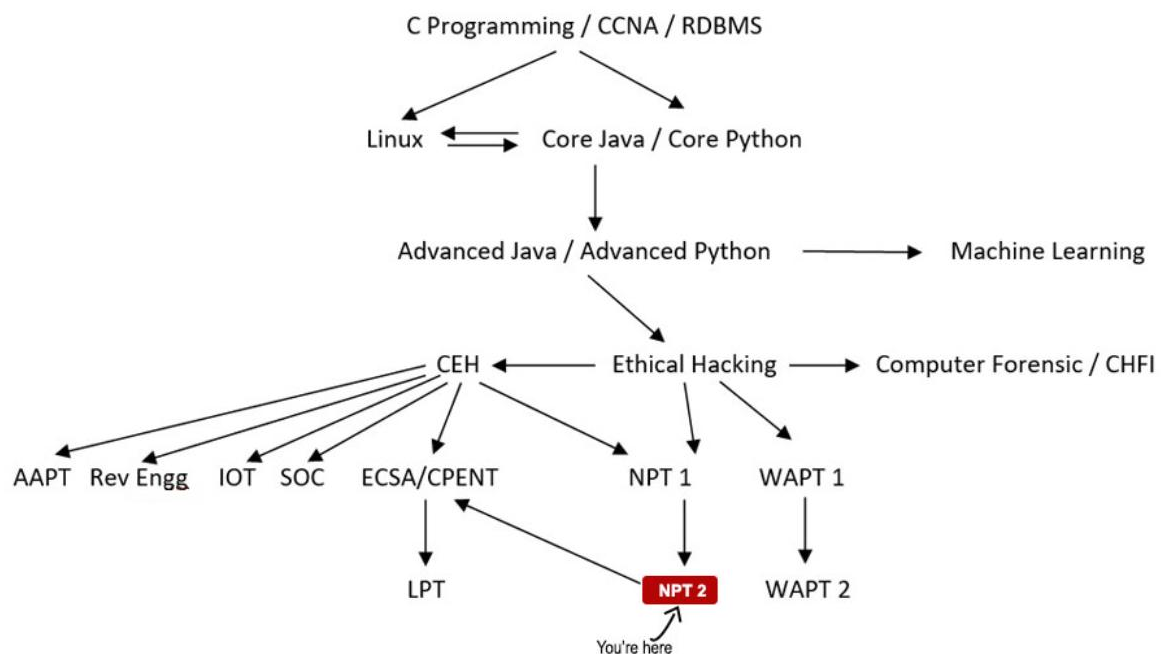 C Programming / CCNA / RDBMS
Linux
Core Java / Core Python
Advanced Java / Advanced Python
Machine Learning
CEH
Ethical Hacking
Computer Forensic / CHFI
AAPT
Rev Engg
IOT
SOC
ECSA/CPENT
NPT 1
WAPT 1
LPT
NPT 2
WAPT 2
You're here